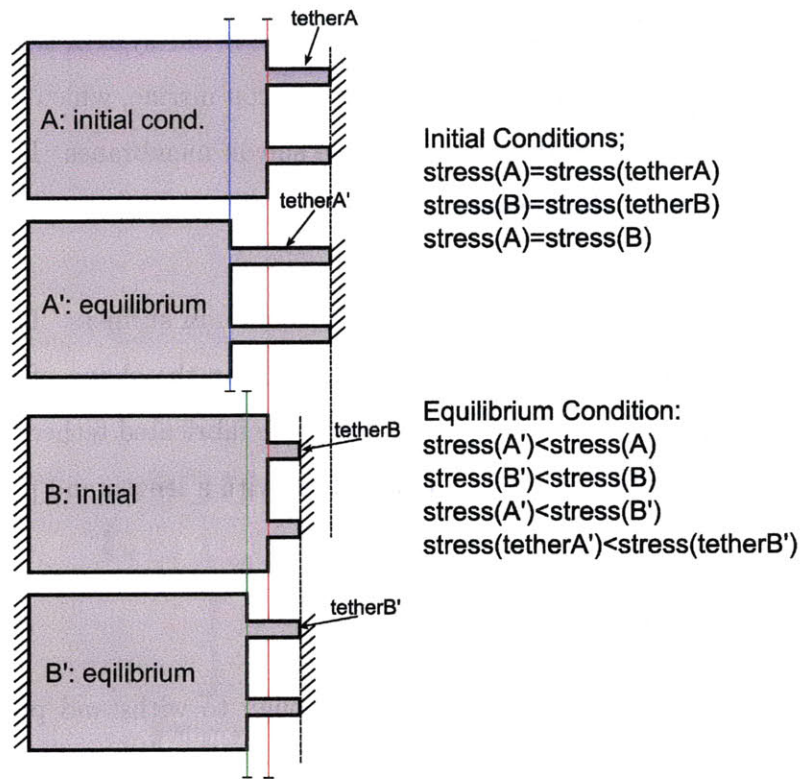 tetherA
A: initial cond.
tetherA'
A': equilibrium
tetherB
B: initial
tetherB'
B': eqilibrium
Initial Conditions;
stress(A)=stress(tetherA)
stress(B)=stress(tetherB)
stress(A)=stress(B)
Equilibrium Condition:
stress(A')<stress(A)
stress(B')<stress(B)
stress(A')<stress(B')
stress(tetherA')<stress(tetherB')